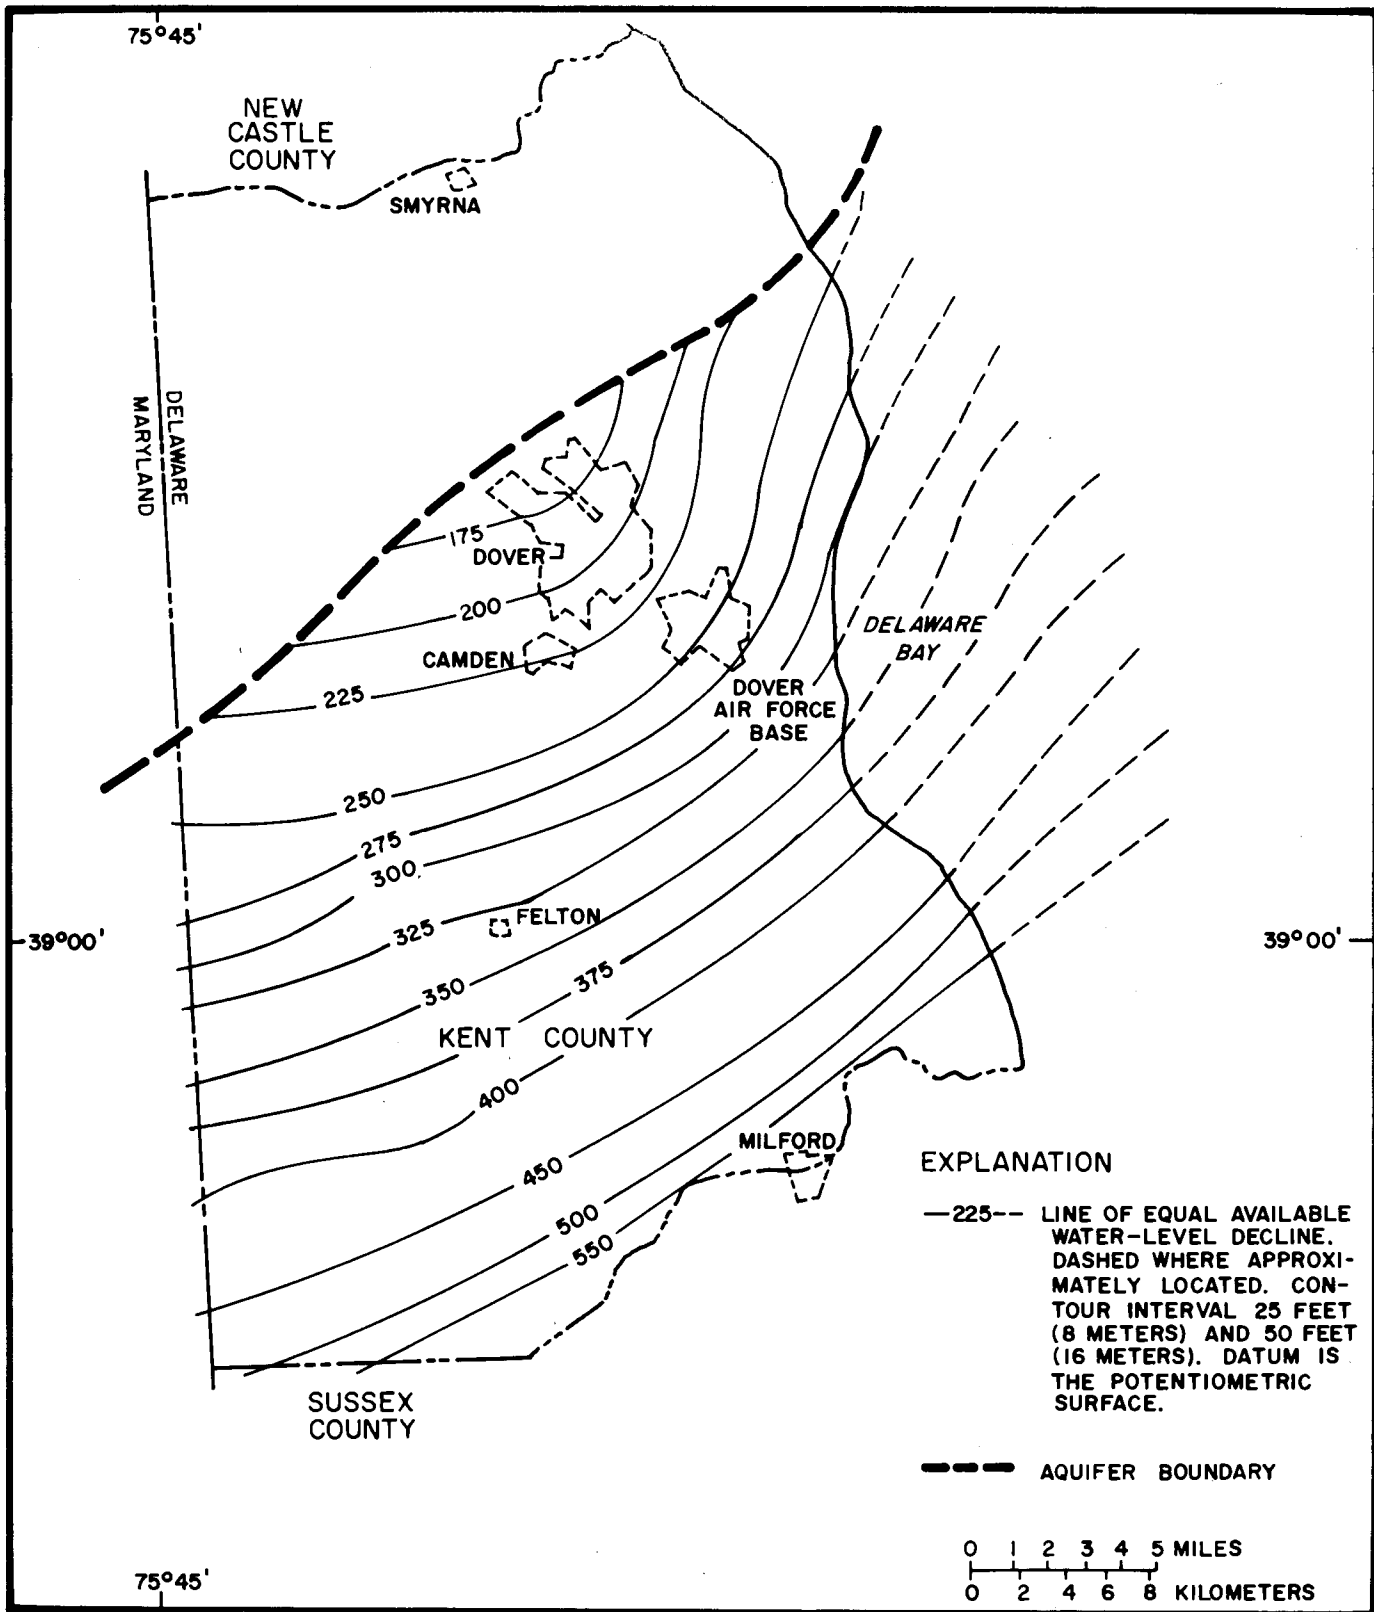 75°45'
NEW
CASTLE
COUNTY
SMYRNA
DELAWARE
MARYLAND
175
DOVER
200
CAMDEN
225
DELAWARE
BAY
DOVER
AIR FORCE
BASE
250
275
300
325
FELTON
39°00'
39°00'
350
375
KENT COUNTY
400
450
MILFORD
500
550
SUSSEX
COUNTY
EXPLANATION
—225-- LINE OF EQUAL AVAILABLE
WATER-LEVEL DECLINE.
DASHED WHERE APPROXI-
MATELY LOCATED. CON-
TOUR INTERVAL 25 FEET
(8 METERS) AND 50 FEET
(16 METERS). DATUM IS
THE POTENTIOMETRIC
SURFACE.
AQUIFER BOUNDARY
0 1 2 3 4 5 MILES
0 2 4 6 8 KILOMETERS
75°45'